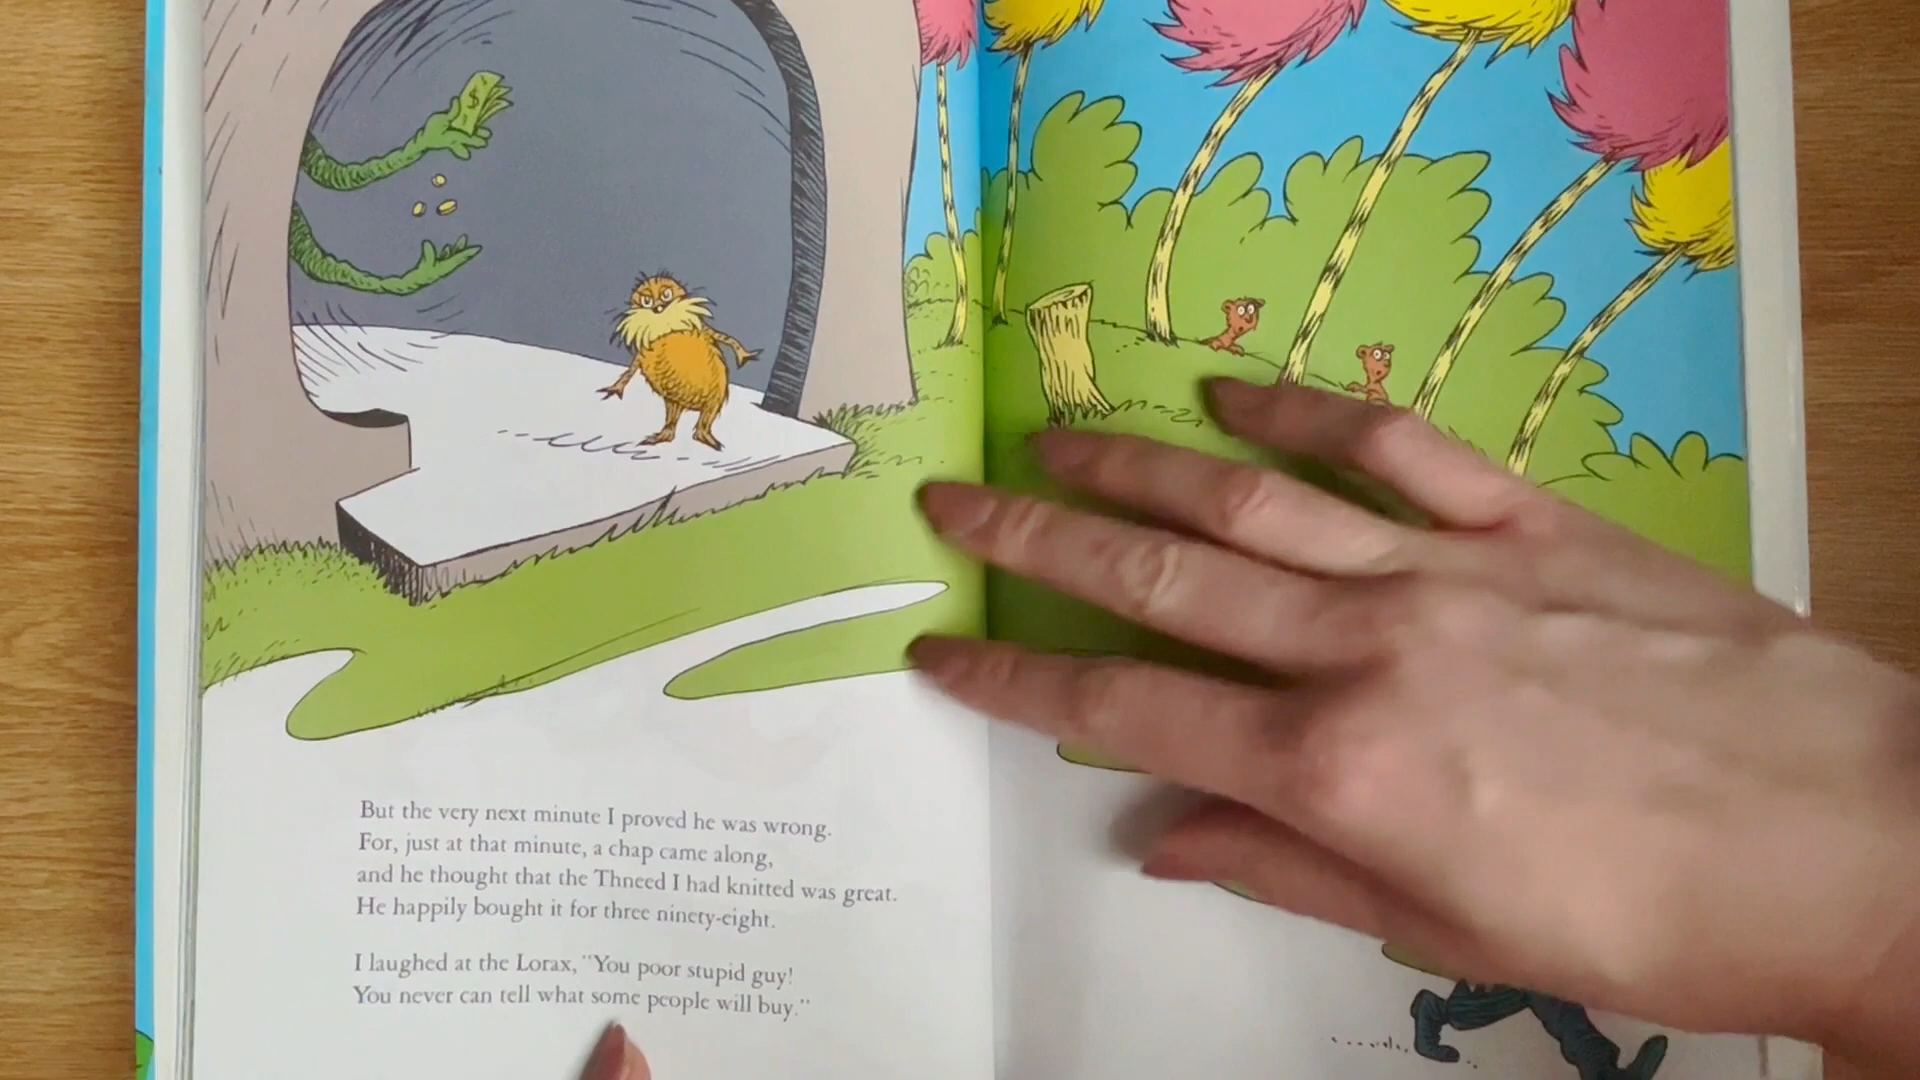 $
But the very next minute I proved he was wrong.
For, just at that minute, a chap came along,
and he thought that the Thneed I had knitted was great.
He happily bought it for three ninety-eight.
I laughed at the Lorax, "You poor stupid guy!
You never can tell what some people will buy."